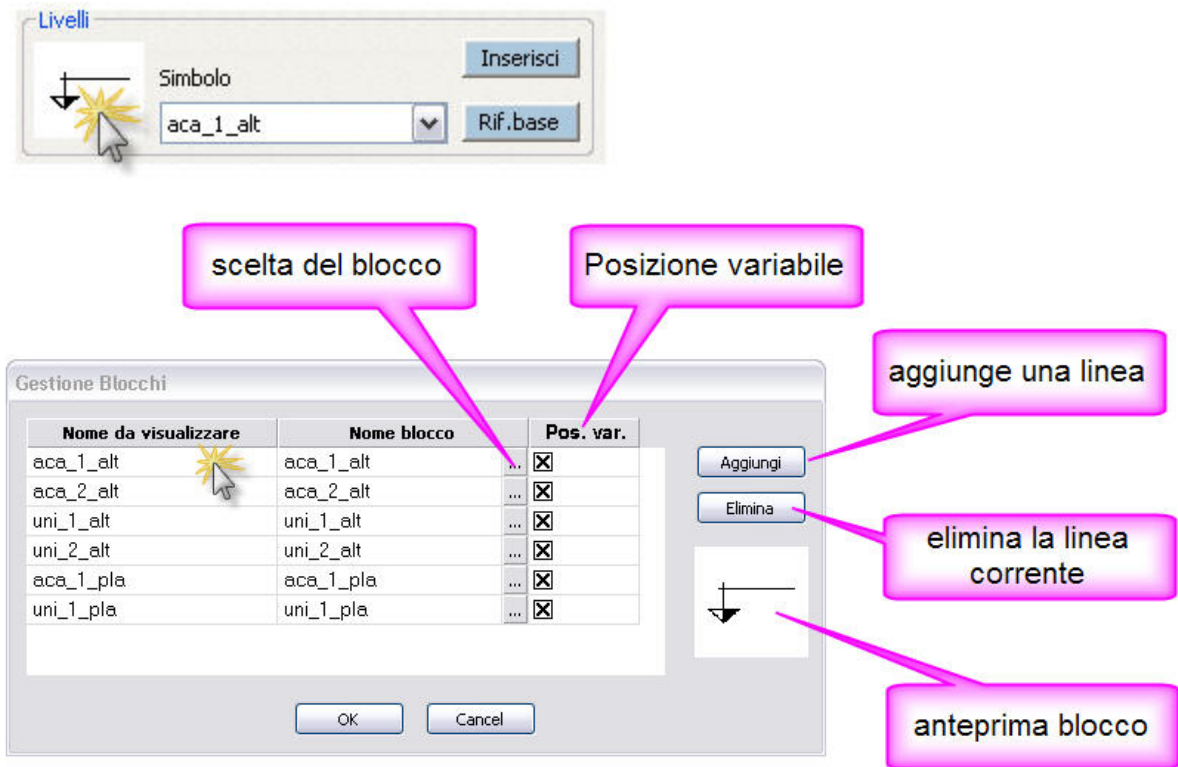 Livelli
Simbolo
Inserisci
aca_1_alt
Rif.base
scelta del blocco
Posizione variabile
aggiunge una linea
Gestione Blocchi
Nome da visualizzare Nome blocco Pos. var.
aca_1_alt aca_1_alt ...
aca_2_alt aca_2_alt ...
uni_1_alt uni_1_alt ...
uni_2_alt uni_2_alt ...
aca_1_pla aca_1_pla ...
uni_1_pla uni_1_pla ...
Aggiungi
Elimina
elimina la linea
corrente
OK Cancel
anteprima blocco